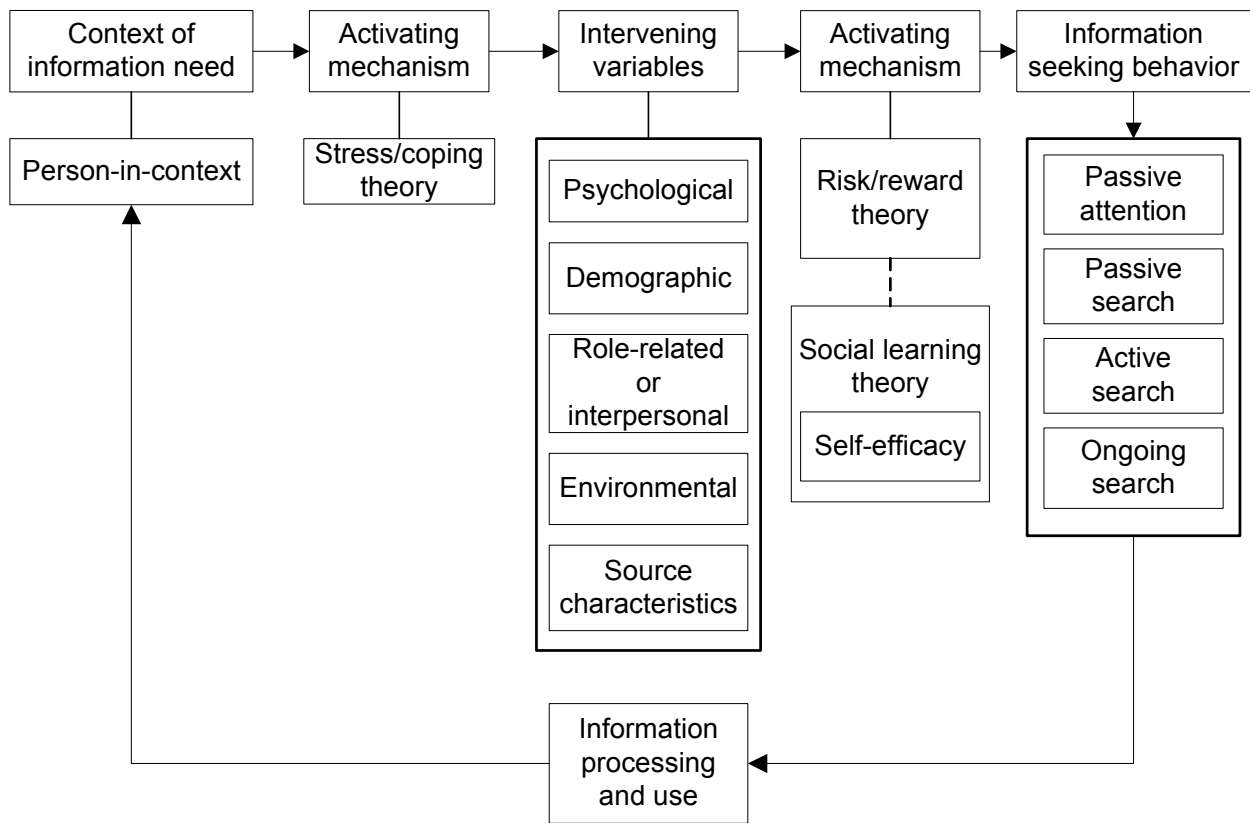 Context of
information need
Activating
mechanism
Intervening
variables
Activating
mechanism
Information
seeking behavior
Person-in-context
Stress/coping
theory
Psychological
Demographic
Role-related
or
interpersonal
Environmental
Source
characteristics
Risk/reward
theory
Social learning
theory
Self-efficacy
Passive
attention
Passive
search
Active
search
Ongoing
search
Information
processing
and use